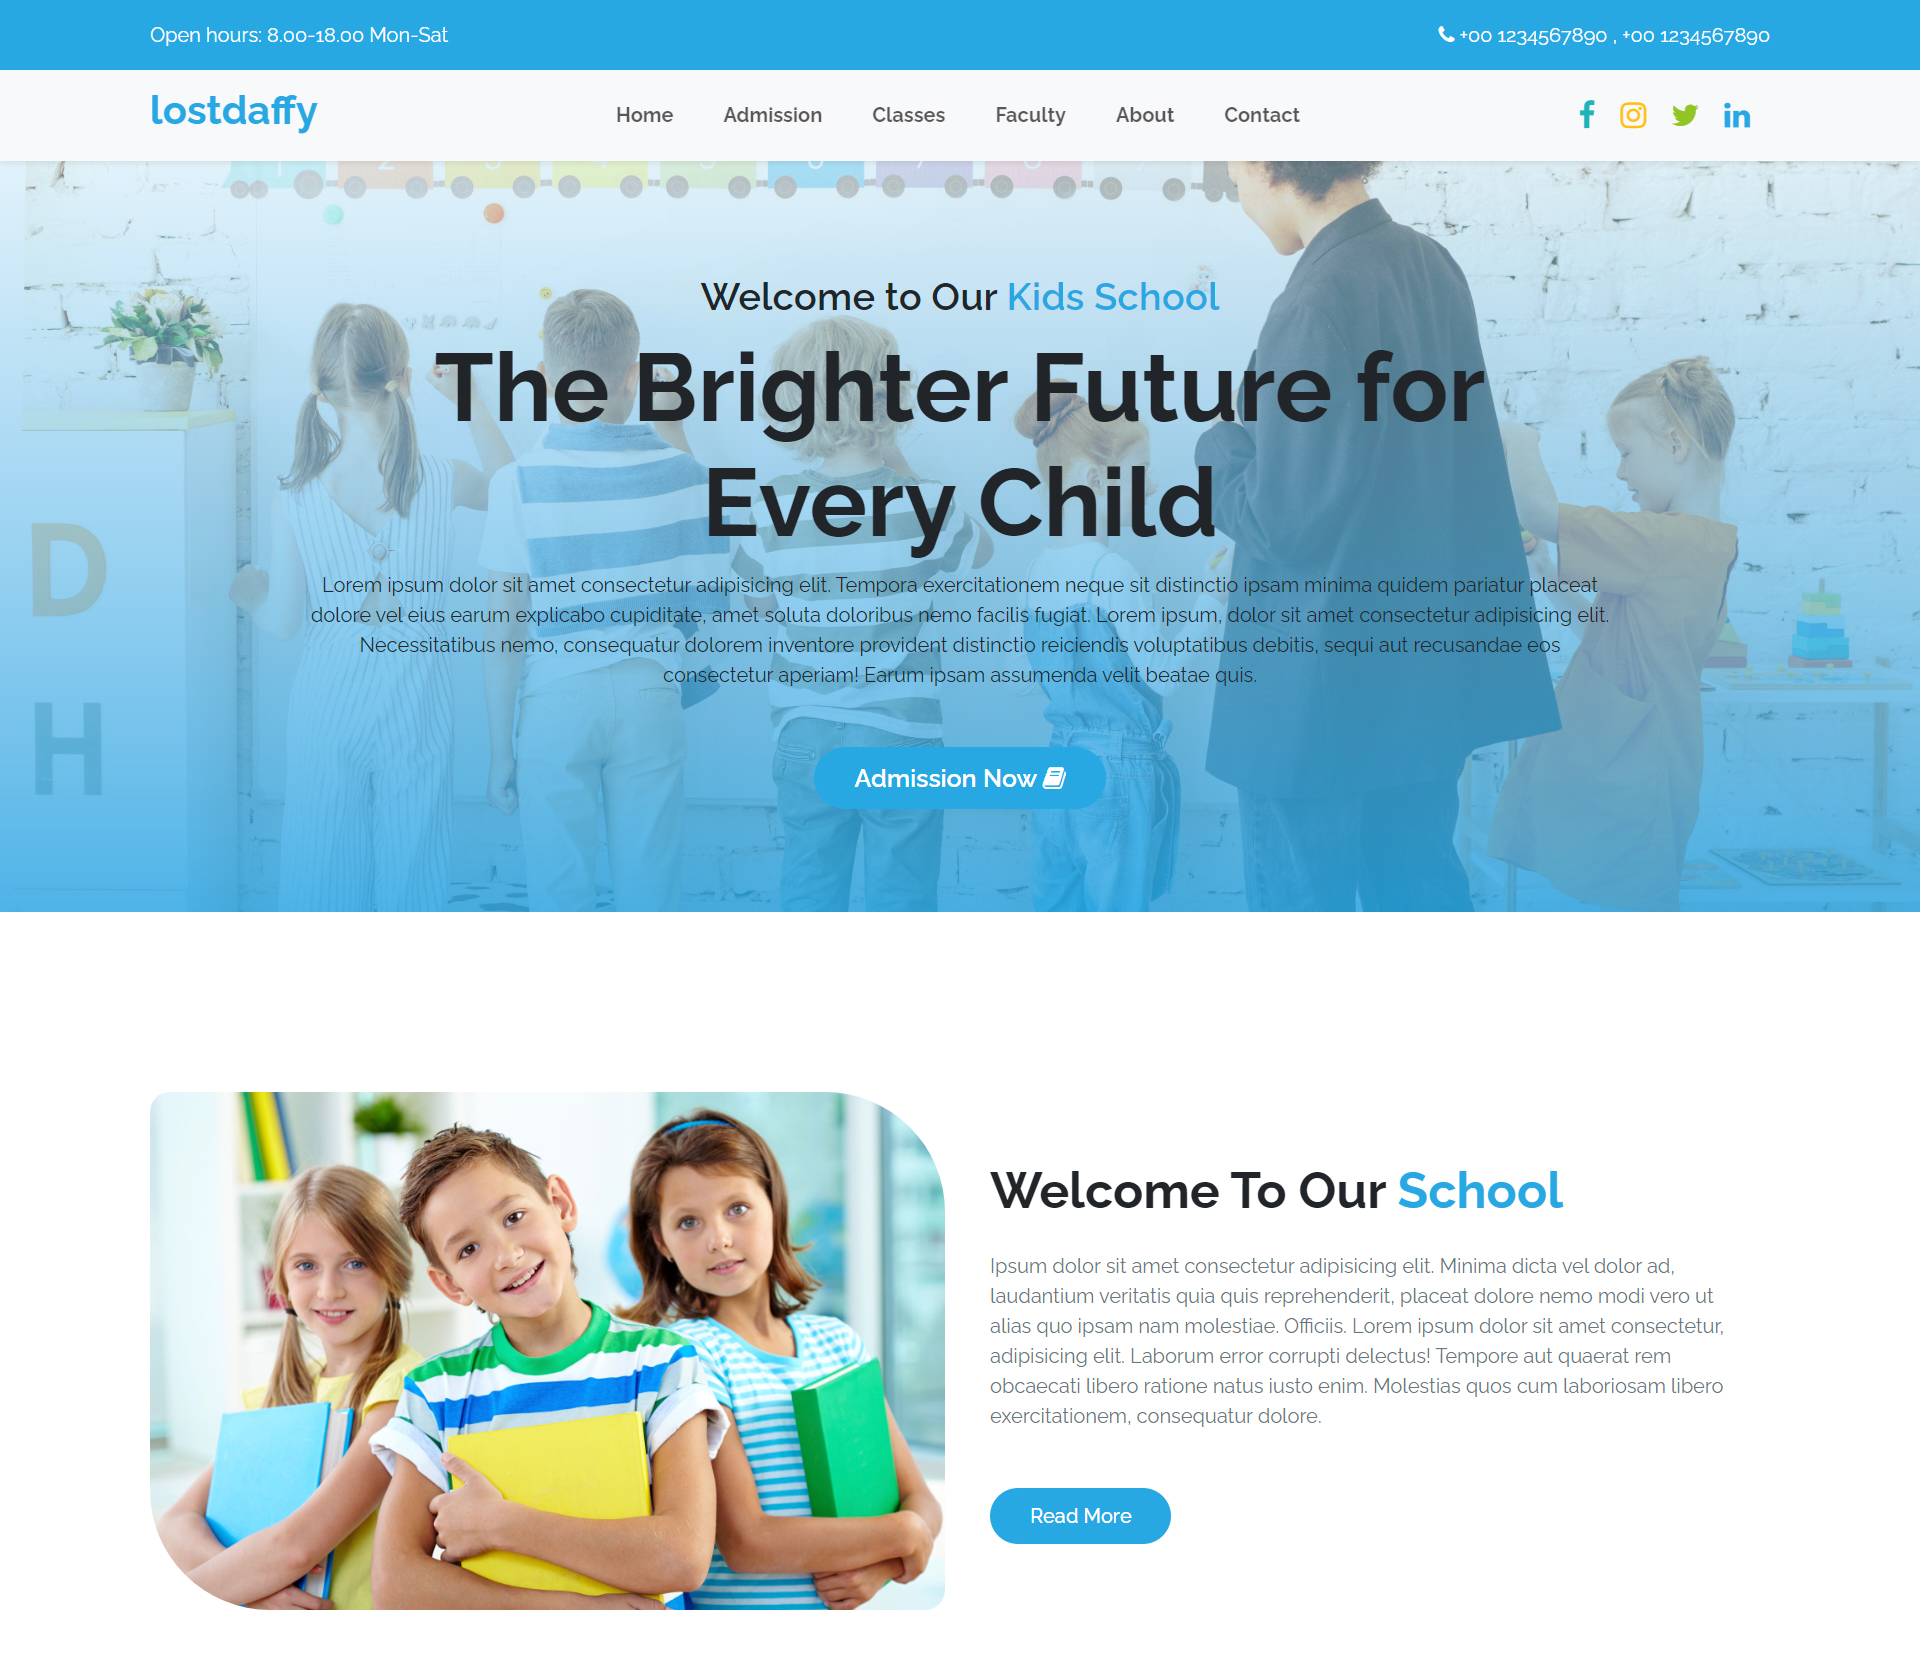 Open hours: 8.00-18.00 Mon-Sat
+00 1234567890 , +00 1234567890
lostdaffy
Home
Admission
Classes
Faculty
About
Contact
Welcome to Our Kids School
The Brighter Future for
Every Child
Lorem ipsum dolor sit amet consectetur adipisicing elit. Tempora exercitationem neque sit distinctio ipsam minima quidem pariatur placeat
dolore vel eius earum explicabo cupiditate, amet soluta doloribus nemo facilis fugiat. Lorem ipsum, dolor sit amet consectetur adipisicing elit.
Necessitatibus nemo, consequatur dolorem inventore provident distinctio reiciendis voluptatibus debitis, sequi aut recusandae eos
consectetur aperiam! Earum ipsam assumenda velit beatae quis.
D
H
Admission Now
Welcome To Our School
Ipsum dolor sit amet consectetur adipisicing elit. Minima dicta vel dolor ad,
laudantium veritatis quia quis reprehenderit, placeat dolore nemo modi vero ut
alias quo ipsam nam molestiae. Officiis. Lorem ipsum dolor sit amet consectetur,
adipisicing elit. Laborum error corrupti delectus! Tempore aut quaerat rem
obcaecati libero ratione natus iusto enim. Molestias quos cum laboriosam libero
exercitationem, consequatur dolore.
Read More